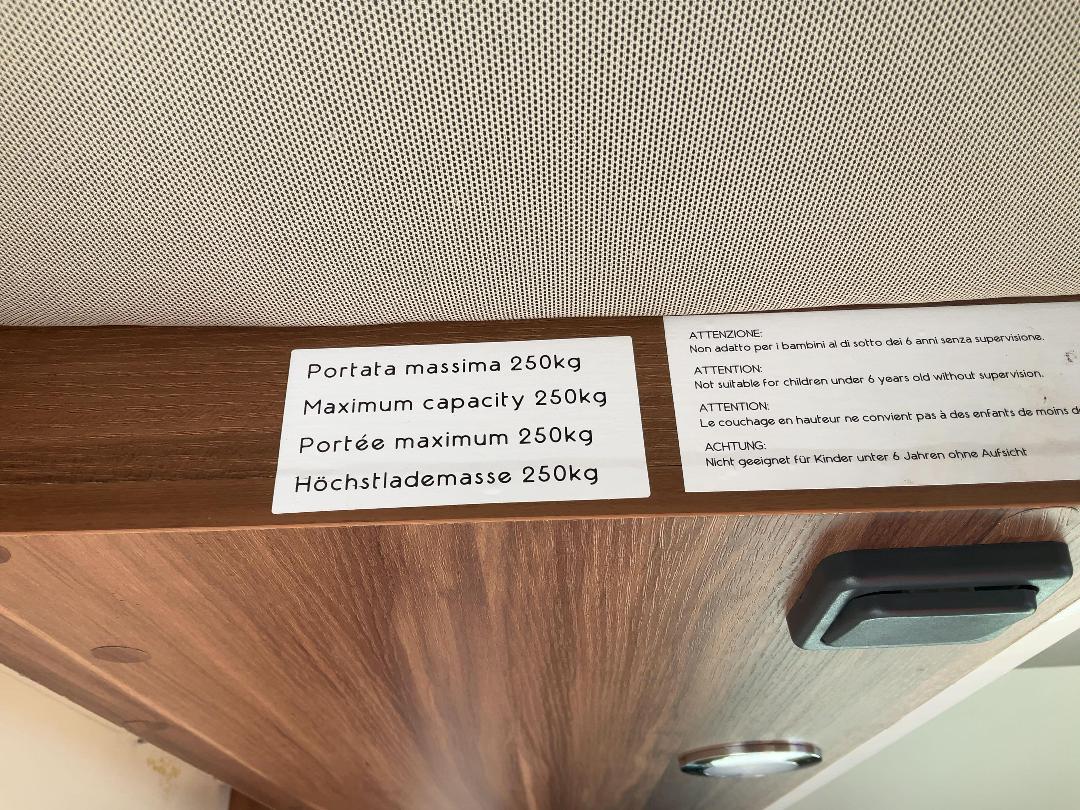 Portata massima 250kg
Maximum capacity 250kg
Portée maximum 250kg
Höchstlademasse 250kg
ATTENZIONE:
Non adatto per i bambini al di sotto dei 6 anni senza supervisione.
ATTENTION:
Not suitable for children under 6 years old without supervision.
ATTENTION:
Le couchage en hauteur ne convient pas à des enfants de moins
ACHTUNG:
Nicht geeignet für Kinder unter 6 Jahren ohne Aufsicht